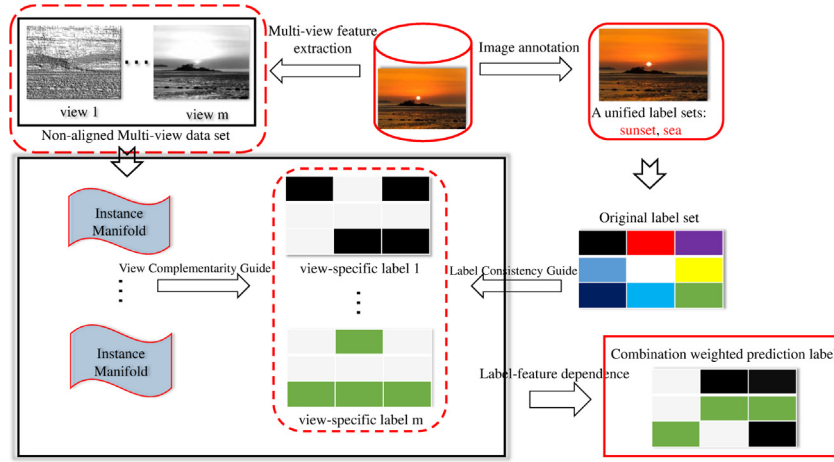 Multi-view feature
extraction
Image annotation
view 1
view m
Non-aligned Multi-view data set
A unified label sets:
sunset, sea
Instance
Manifold
View Complementarity Guide
view-specific label 1
Label Consistency Guide
Original label set
Instance
Manifold
view-specific label m
Label-feature dependence
Combination weighted prediction label